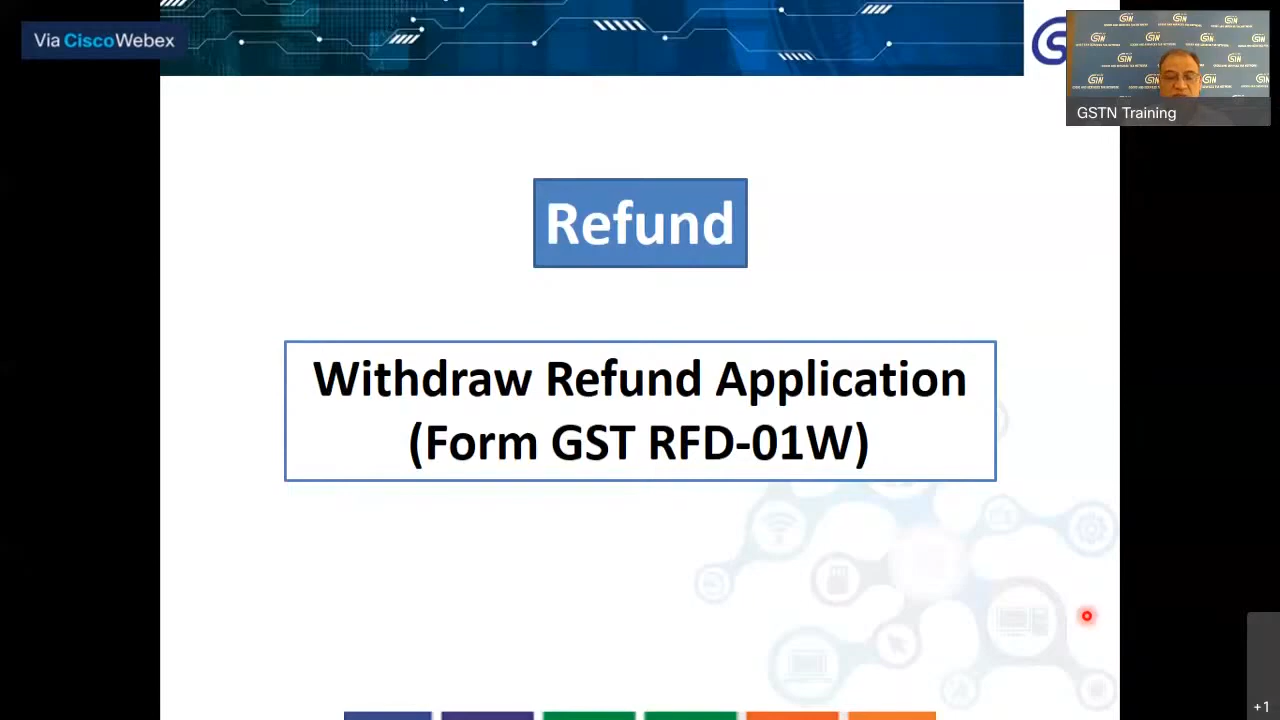 Via CiscoWebex
GSTN Training
Refund
Withdraw Refund Application
(Form GST RFD-01W)
+1